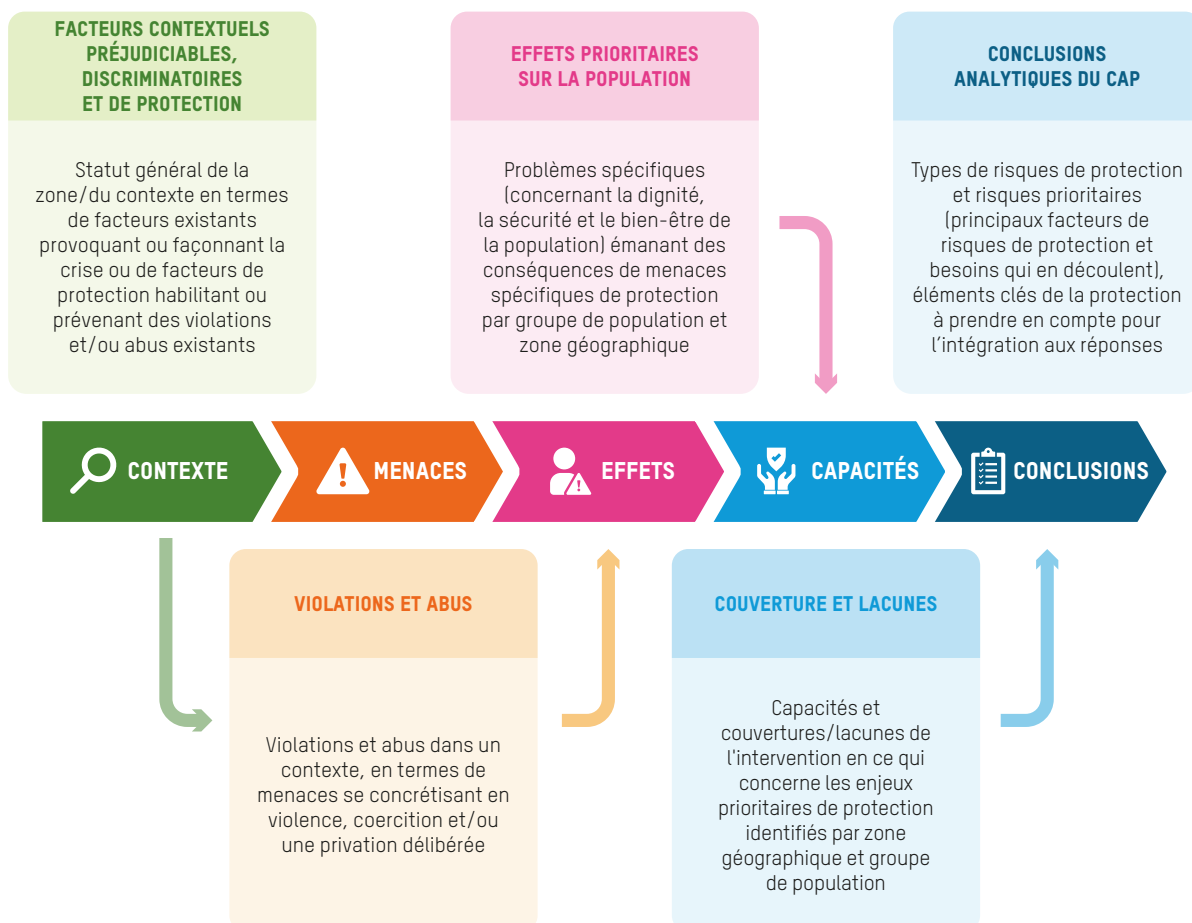 FACTEURS CONTEXTUELS
PRÉJUDICIABLES,
DISCRIMINATOIRES
ET DE PROTECTION
Statut général de la
zone/du contexte en termes
de facteurs existants
provoquant ou façonnant la
crise ou de facteurs de
protection habilitant ou
prévenant des violations
et/ou abus existants
EFFETS PRIORITAIRES
SUR LA POPULATION
Problèmes spécifiques
(concernant la dignité,
la sécurité et le bien-être de
la population) émanant des
conséquences de menaces
spécifiques de protection
par groupe de population et
zone géographique
CONCLUSIONS
ANALYTIQUES DU CAP
Types de risques de protection
et risques prioritaires
(principaux facteurs de
risques de protection et
besoins qui en découlent),
éléments clés de la protection
à prendre en compte pour
l'intégration aux réponses
CONTEXTE
MENACES
EFFETS
CAPACITÉS
CONCLUSIONS
VIOLATIONS ET ABUS
Violations et abus dans un
contexte, en termes de
menaces se concrétisant en
violence, coercition et/ou
une privation délibérée
COUVERTURE ET LACUNES
Capacités et
couvertures/lacunes de
l'intervention en ce qui
concerne les enjeux
prioritaires de protection
identifiés par zone
géographique et groupe
de population